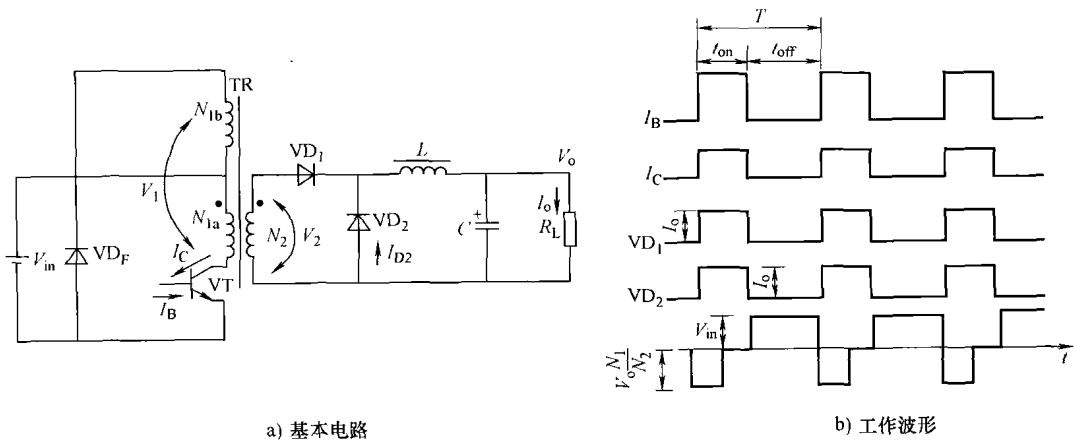 TR
N1b
VD1
L
Vo
V1
N1a
N2
V2
VD2
C
+
Io
RL
Vin
VDF
IC
VT
IB
ID2
a) 基本电路
T
ton
toff
IB
IC
Io
VD1
Io
VD2
Vin
Vo N1/N2
t
b) 工作波形